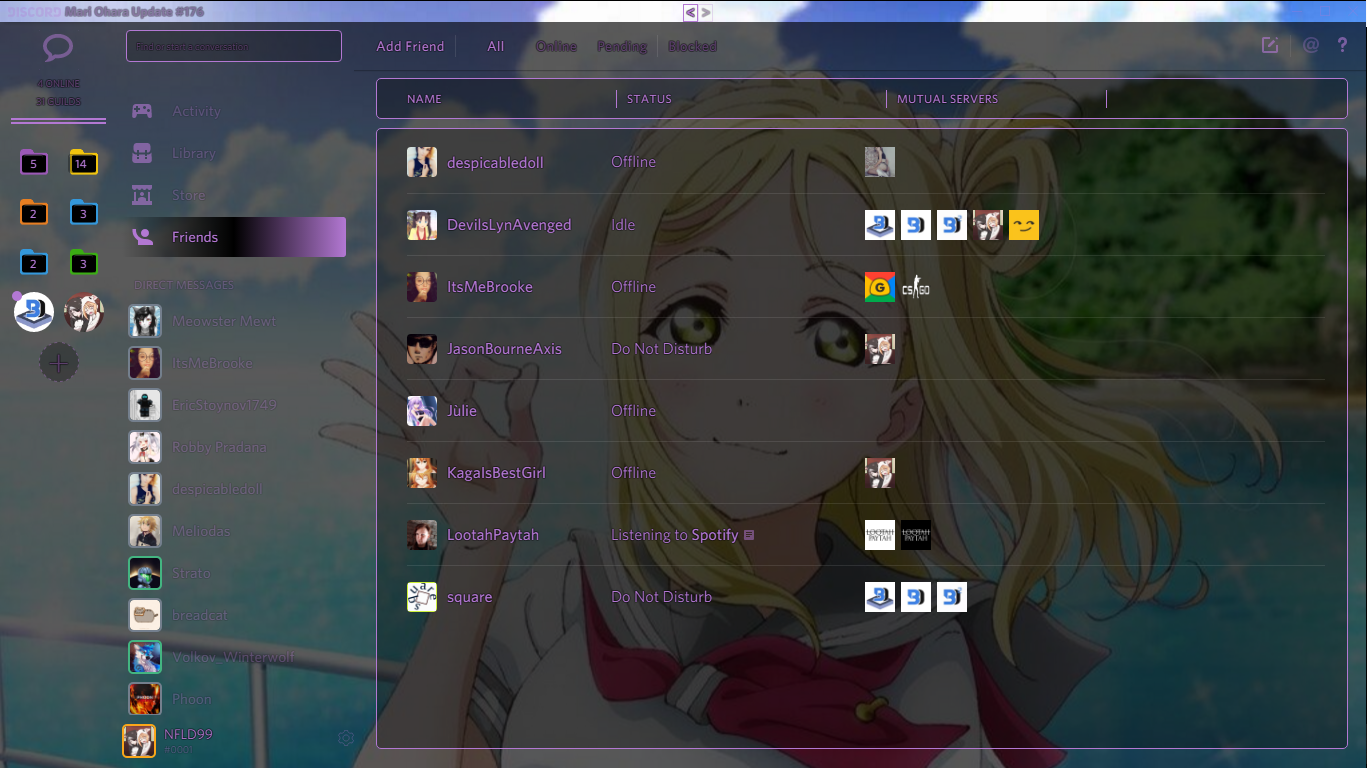 DISCORD Mari Ohara Update #176
< >
Find or start a conversation
4 ONLINE
31 GUILDS
5
14
2
3
2
3
Activity
Library
Store
Friends
DIRECT MESSAGES
Meowster Mewt
ItsMeBrooke
EricStoynov1749
Robby Pradana
despicabledoll
Meliodas
Strato
breadcat
Volkov_Winterwolf
Phoon
NFLD99
#0001
Add Friend
All
Online
Pending
Blocked
@ ?
NAME STATUS MUTUAL SERVERS
despicabledoll Offline
DevilsLynAvenged Idle
ItsMeBrooke Offline G CS GO
JasonBourneAxis Do Not Disturb
Jùlie Offline
KagaIsBestGirl Offline
LootahPaytah Listening to Spotify LOOTAH PAYTAH LOOTAH PAYTAH
square Do Not Disturb